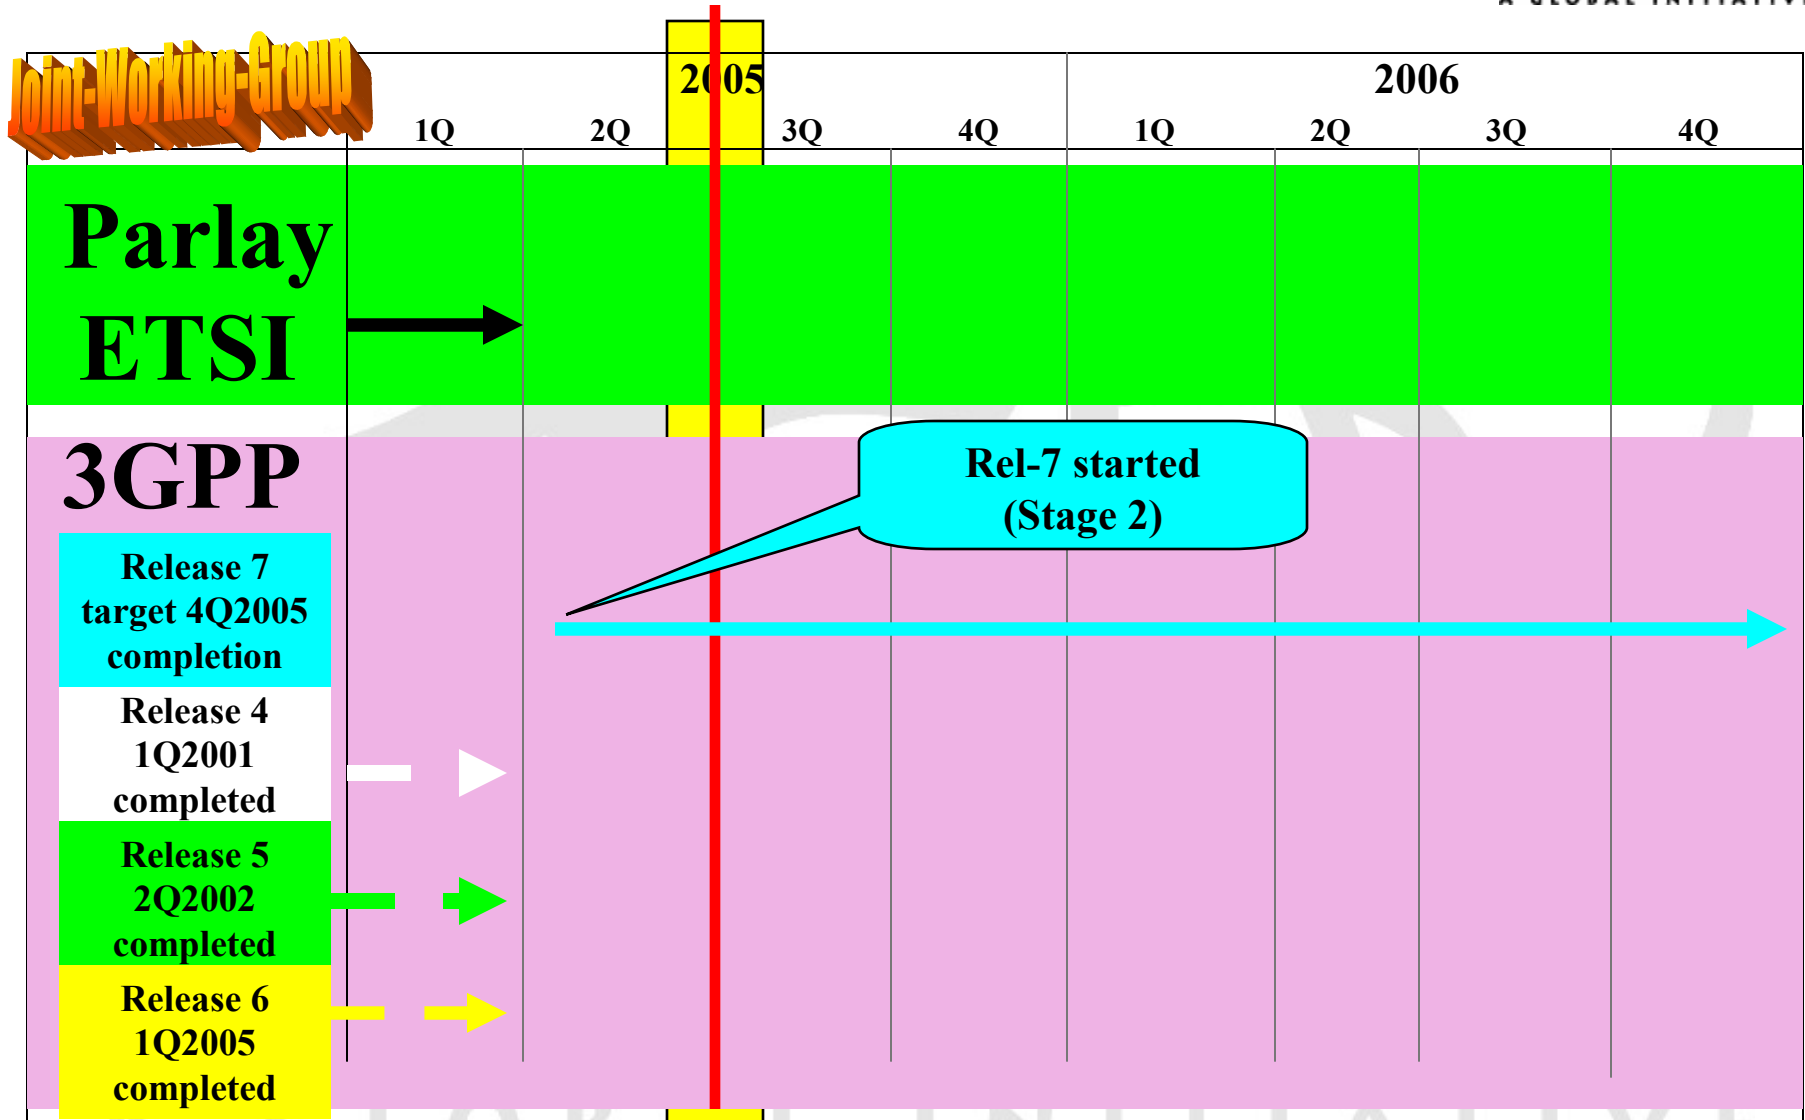 A GLOBAL INITIATIVE
Joint-Working-Group
2005 2006
1Q 2Q 3Q 4Q 1Q 2Q 3Q 4Q
Parlay
ETSI
3GPP
Rel-7 started
(Stage 2)
Release 7
target 4Q2005
completion
Release 4
1Q2001
completed
Release 5
2Q2002
completed
Release 6
1Q2005
completed